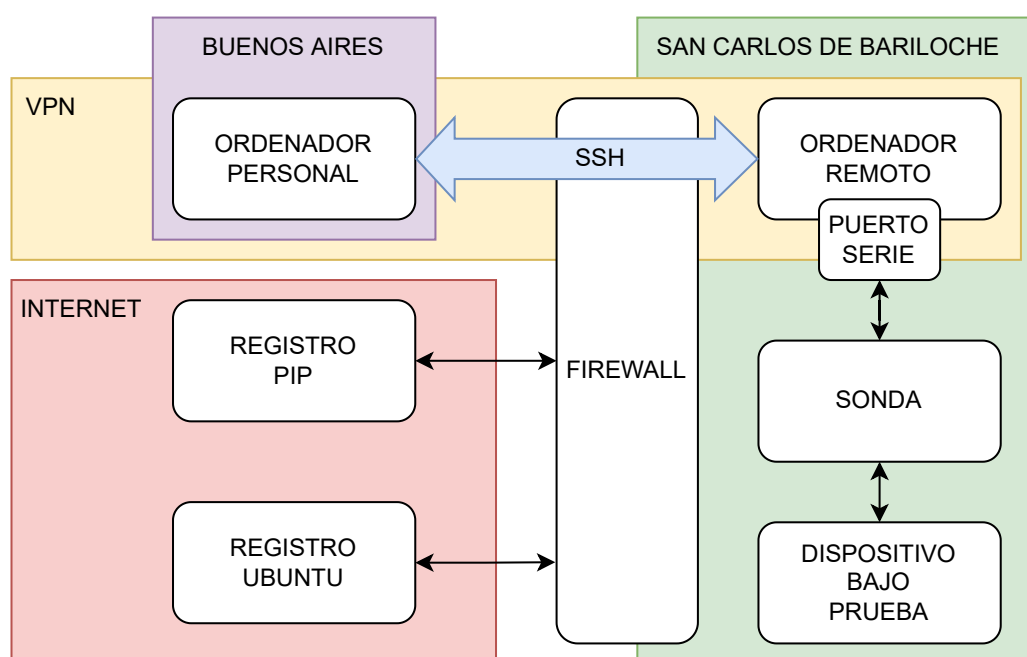 BUENOS AIRES
SAN CARLOS DE BARILOCHE
VPN
ORDENADOR
PERSONAL
SSH
ORDENADOR
REMOTO
PUERTO
SERIE
INTERNET
REGISTRO
PIP
FIREWALL
SONDA
REGISTRO
UBUNTU
DISPOSITIVO
BAJO
PRUEBA